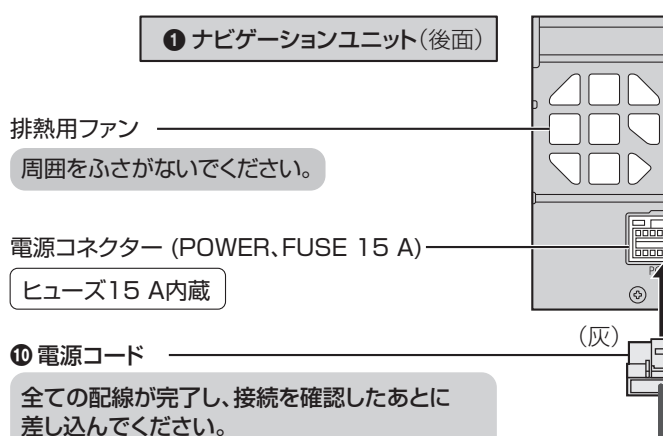 ❶ ナビゲーションユニット(後面)
排熱用ファン
周囲をふさがないでください。
電源コネクター (POWER、FUSE 15 A)
ヒューズ15 A内蔵
(灰)
❿ 電源コード
全ての配線が完了し、接続を確認したあとに
差し込んでください。